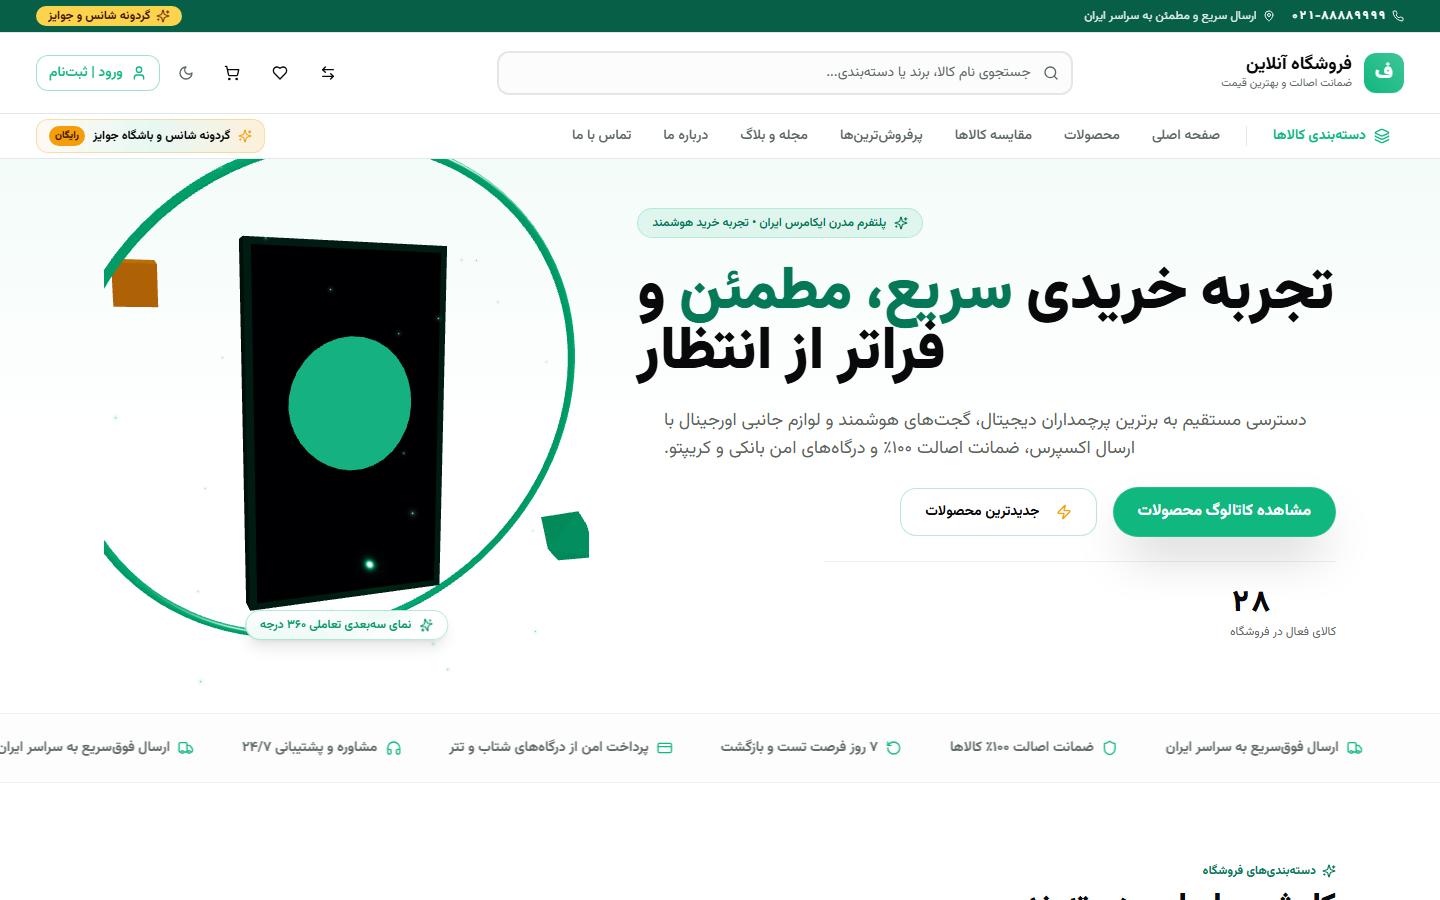 ۰۲۱-۸۸۸۸۹۹۹۹
ارسال سریع و مطمئن به سراسر ایران
گردونه شانس و جوایز
ف
فروشگاه آنلاین
ضمانت اصالت و بهترین قیمت
جستجوی نام کالا، برند یا دسته‌بندی...
ورود | ثبت‌نام
دسته‌بندی کالاها
صفحه اصلی
محصولات
مقایسه کالاها
پرفروش‌ترین‌ها
مجله و بلاگ
درباره ما
تماس با ما
گردونه شانس و باشگاه جوایز
رایگان
پلتفرم مدرن ایکامرس ایران • تجربه خرید هوشمند
تجربه خریدی سریع، مطمئن و
فراتر از انتظار
دسترسی مستقیم به برترین پرچمداران دیجیتال، گجت‌های هوشمند و لوازم جانبی اورجینال با
ارسال اکسپرس، ضمانت اصالت ۱۰۰٪ و درگاه‌های امن بانکی و کریپتو.
مشاهده کاتالوگ محصولات
جدیدترین محصولات
۲۸
کالای فعال در فروشگاه
نمای سه‌بعدی تعاملی ۳۶۰ درجه
ارسال فوق‌سریع به سراسر ایران
ضمانت اصالت ۱۰۰٪ کالاها
۷ روز فرصت تست و بازگشت
پرداخت امن از درگاه‌های شتاب و تتر
مشاوره و پشتیبانی ۲۴/۷
ارسال فوق‌سریع به سراسر ایران
دسته‌بندی‌های فروشگاه